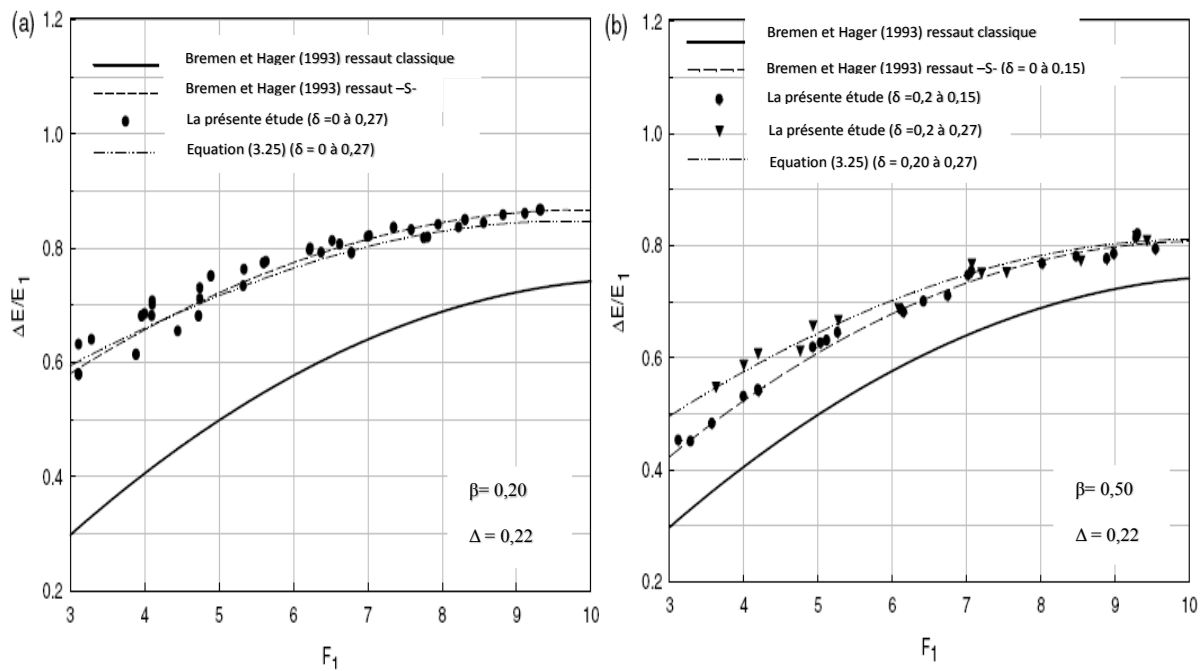 (a)
1.2
1.0
0.8
0.6
0.4
0.2
ΔE/E1
Bremen et Hager (1993) ressaut classique
Bremen et Hager (1993) ressaut –S-
La présente étude (δ =0 à 0,27)
Equation (3.25) (δ = 0 à 0,27)
β= 0,20
Δ = 0,22
3 4 5 6 7 8 9 10
F1
(b)
1.2
1.0
0.8
0.6
0.4
0.2
ΔE/E1
Bremen et Hager (1993) ressaut classique
Bremen et Hager (1993) ressaut –S- (δ = 0 à 0,15)
La présente étude (δ =0,2 à 0,15)
La présente étude (δ =0,2 à 0,27)
Equation (3.25) (δ = 0,20 à 0,27)
β= 0,50
Δ = 0,22
3 4 5 6 7 8 9 10
F1